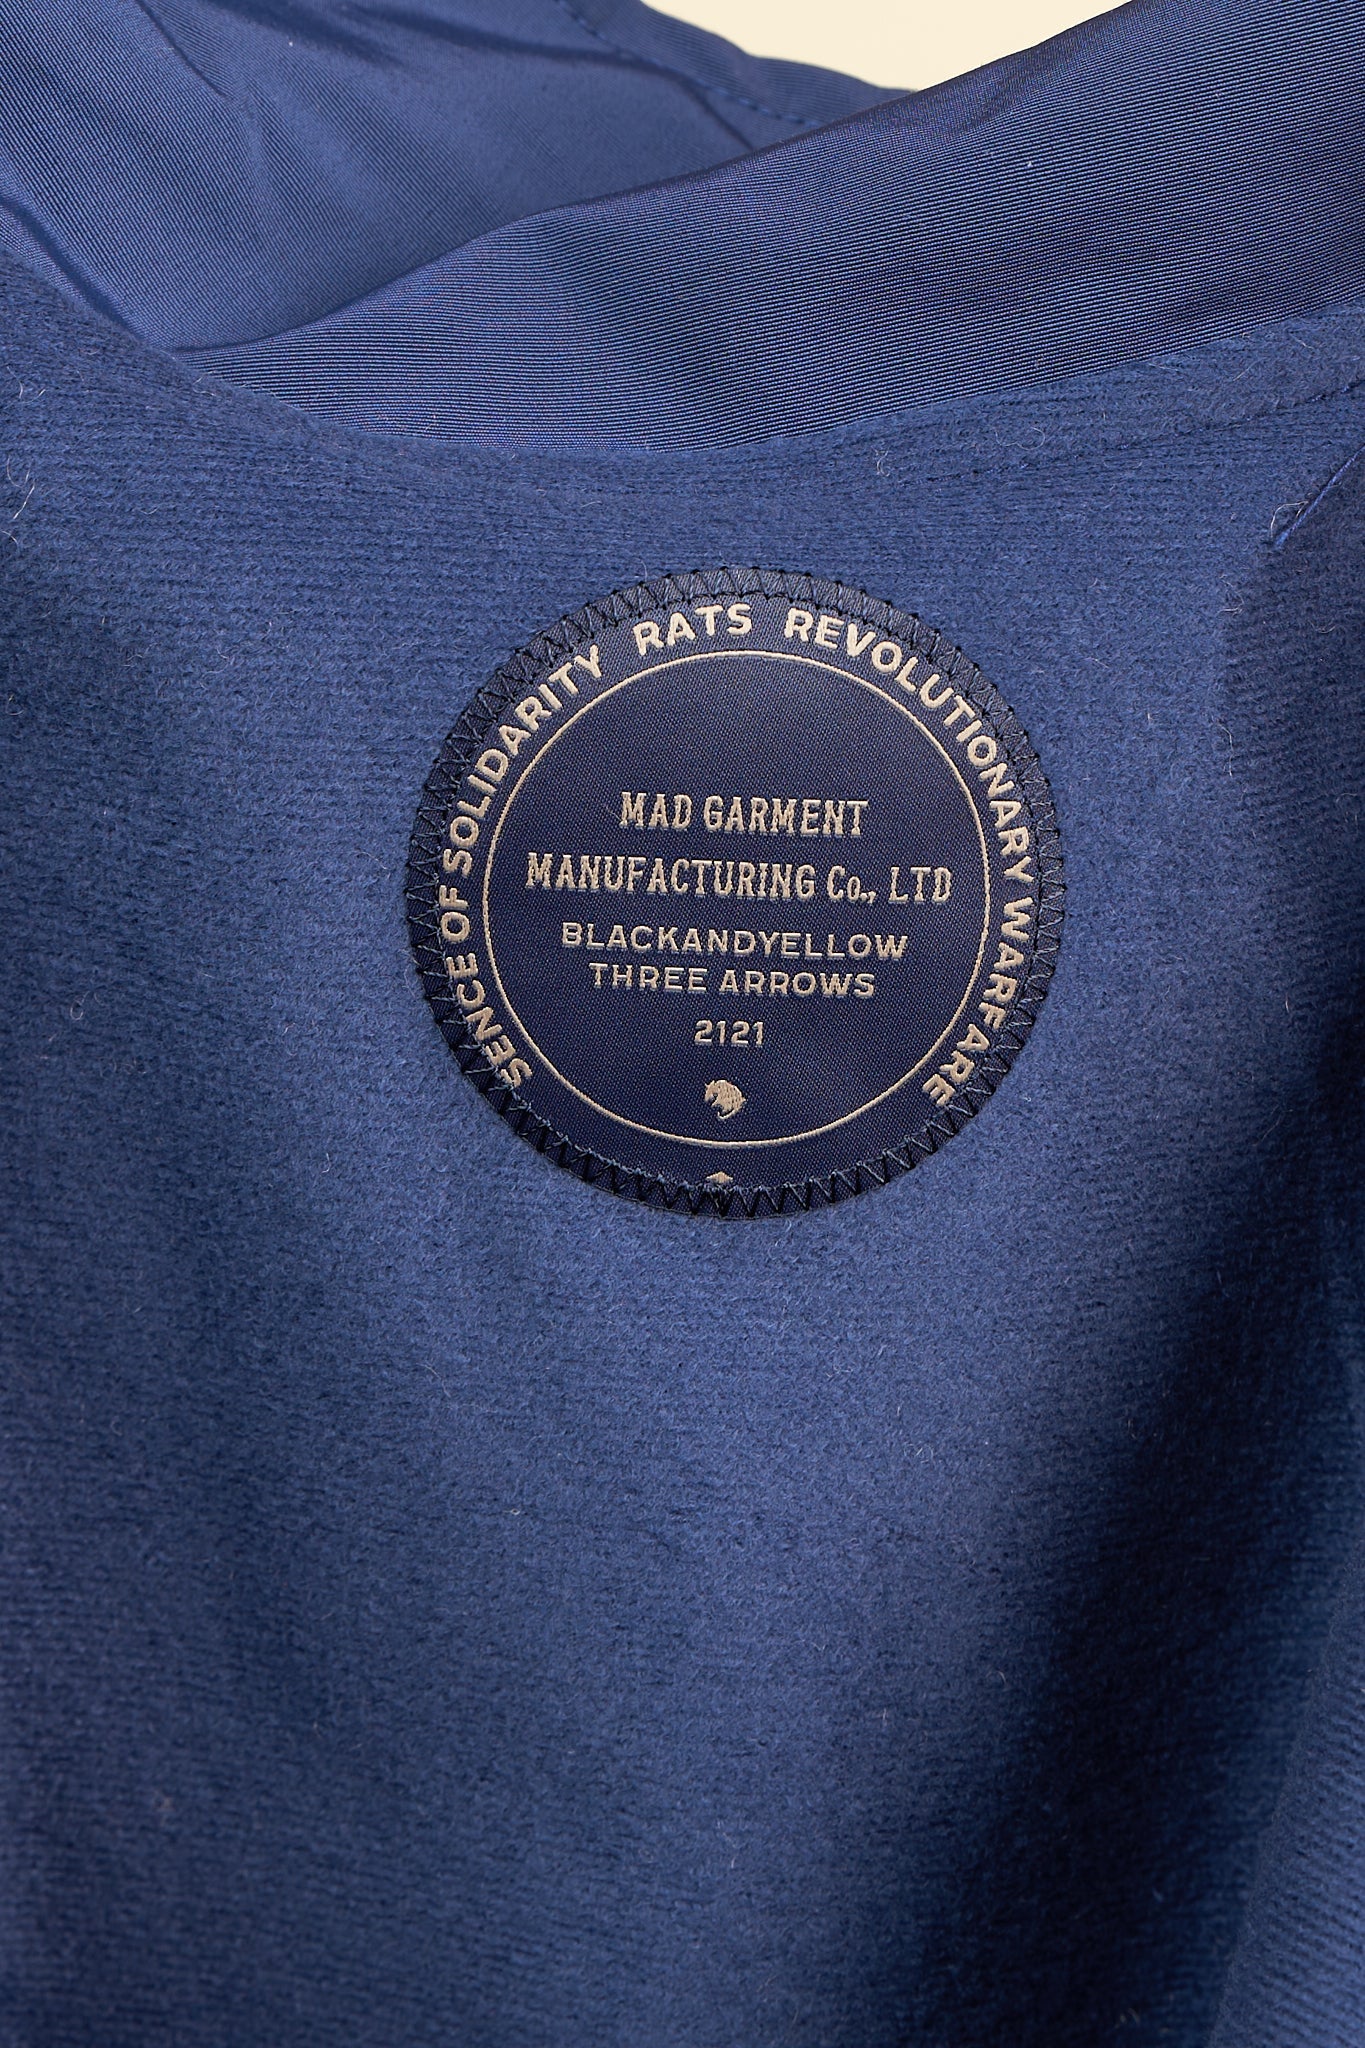 SENCE OF SOLIDARITY RATS REVOLUTIONARY WARFARE
MAD GARMENT
MANUFACTURING Co., LTD
BLACKANDYELLOW
THREE ARROWS
2121